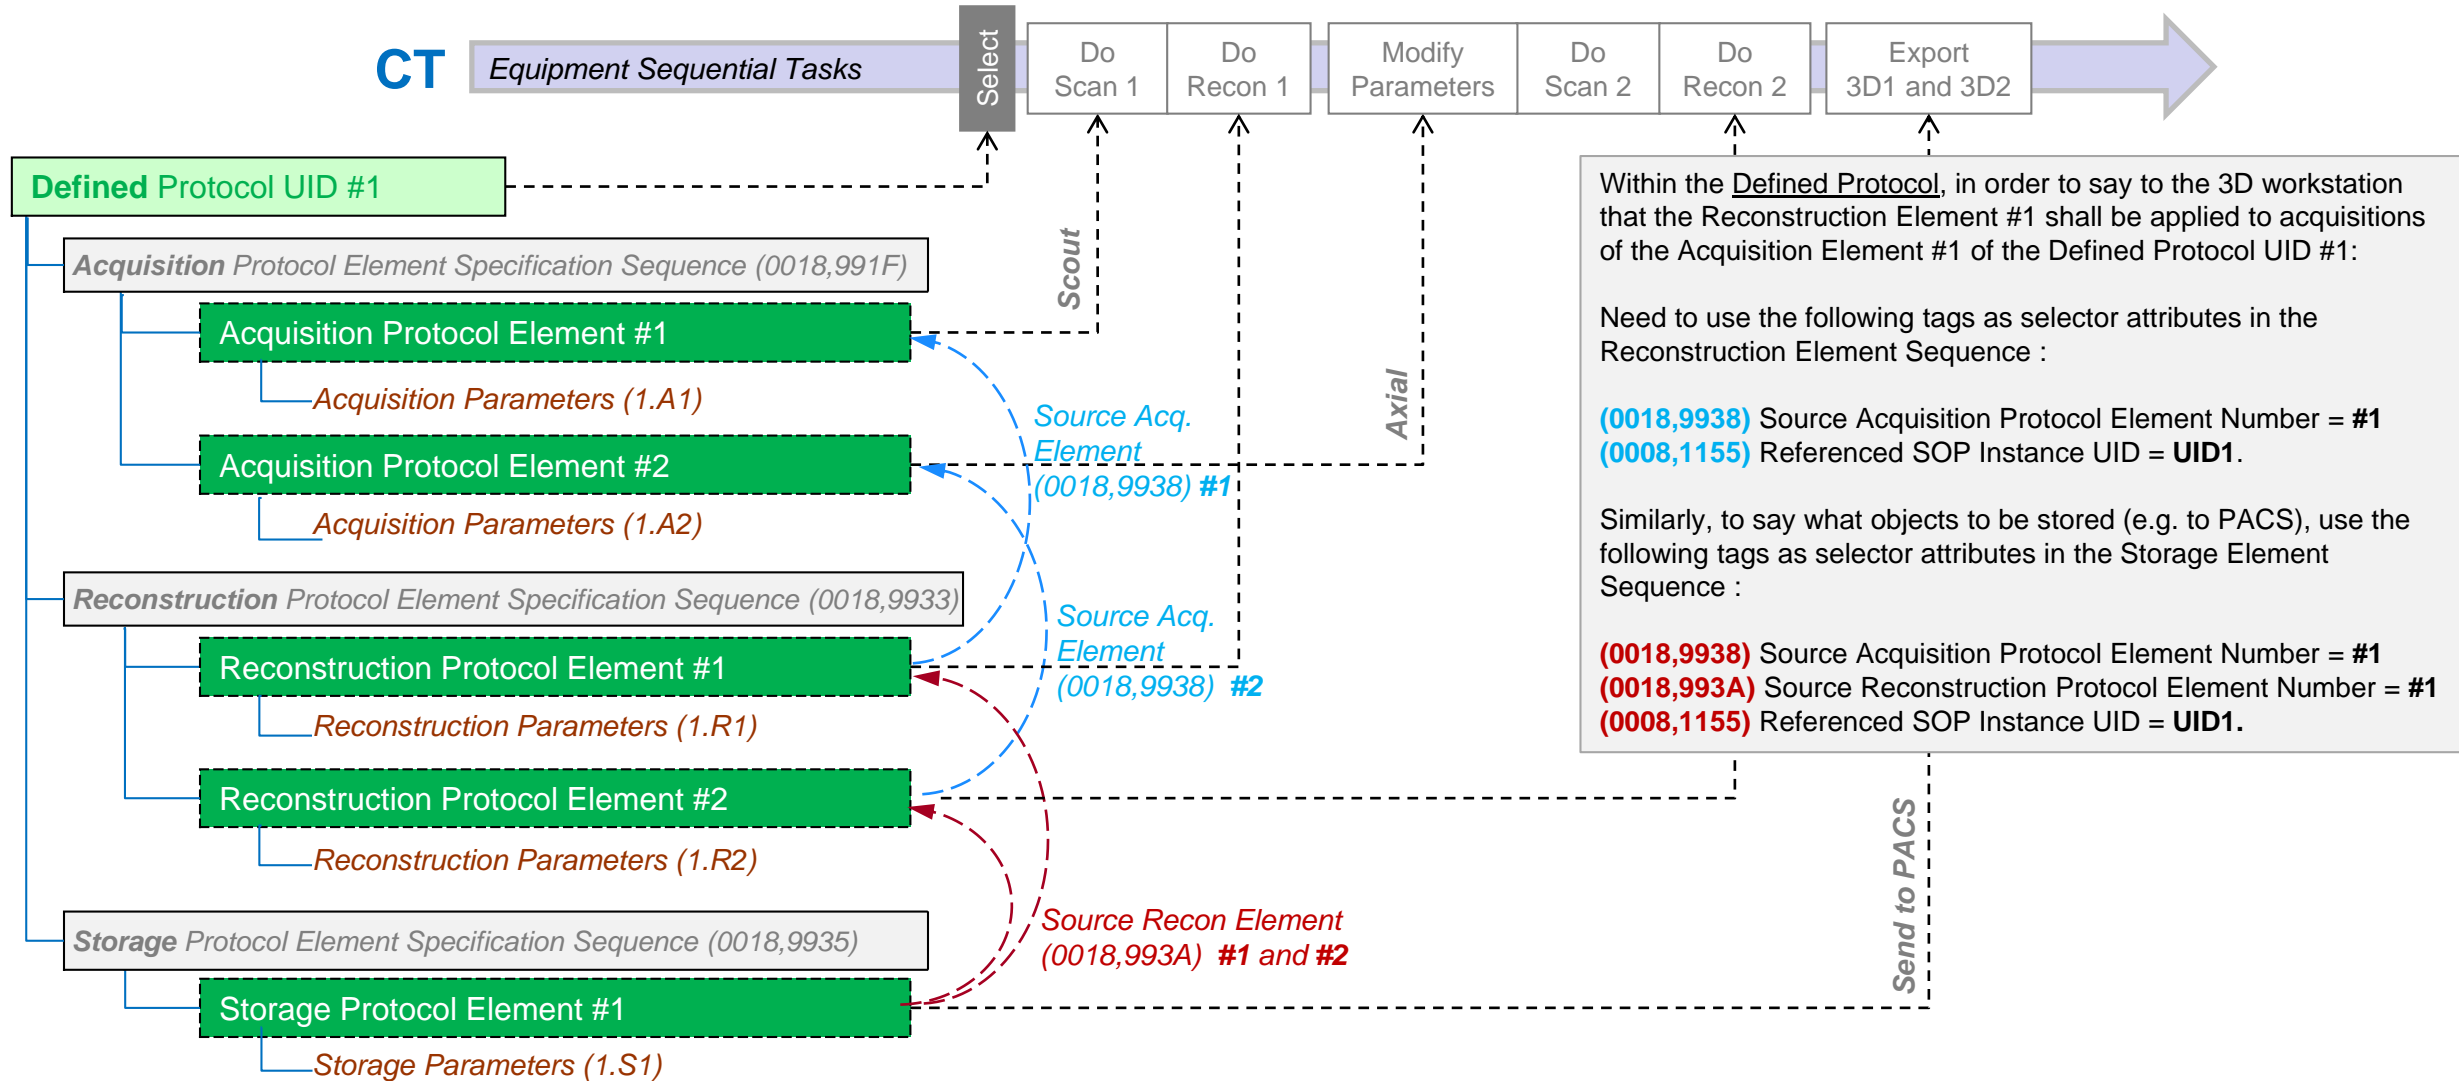 CT
Equipment Sequential Tasks
Select
Do
Scan 1
Do
Recon 1
Modify
Parameters
Do
Scan 2
Do
Recon 2
Export
3D1 and 3D2
Defined Protocol UID #1
Acquisition Protocol Element Specification Sequence (0018,991F)
Acquisition Protocol Element #1
Acquisition Parameters (1.A1)
Acquisition Protocol Element #2
Acquisition Parameters (1.A2)
Reconstruction Protocol Element Specification Sequence (0018,9933)
Reconstruction Protocol Element #1
Reconstruction Parameters (1.R1)
Reconstruction Protocol Element #2
Reconstruction Parameters (1.R2)
Storage Protocol Element Specification Sequence (0018,9935)
Storage Protocol Element #1
Storage Parameters (1.S1)
Scout
Axial
Source Acq.
Element
(0018,9938) #1
Source Acq.
Element
(0018,9938) #2
Source Recon Element
(0018,993A) #1 and #2
Send to PACS
Within the Defined Protocol, in order to say to the 3D workstation
that the Reconstruction Element #1 shall be applied to acquisitions
of the Acquisition Element #1 of the Defined Protocol UID #1:
Need to use the following tags as selector attributes in the
Reconstruction Element Sequence :
(0018,9938) Source Acquisition Protocol Element Number = #1
(0008,1155) Referenced SOP Instance UID = UID1.
Similarly, to say what objects to be stored (e.g. to PACS), use the
following tags as selector attributes in the Storage Element
Sequence :
(0018,9938) Source Acquisition Protocol Element Number = #1
(0018,993A) Source Reconstruction Protocol Element Number = #1
(0008,1155) Referenced SOP Instance UID = UID1.